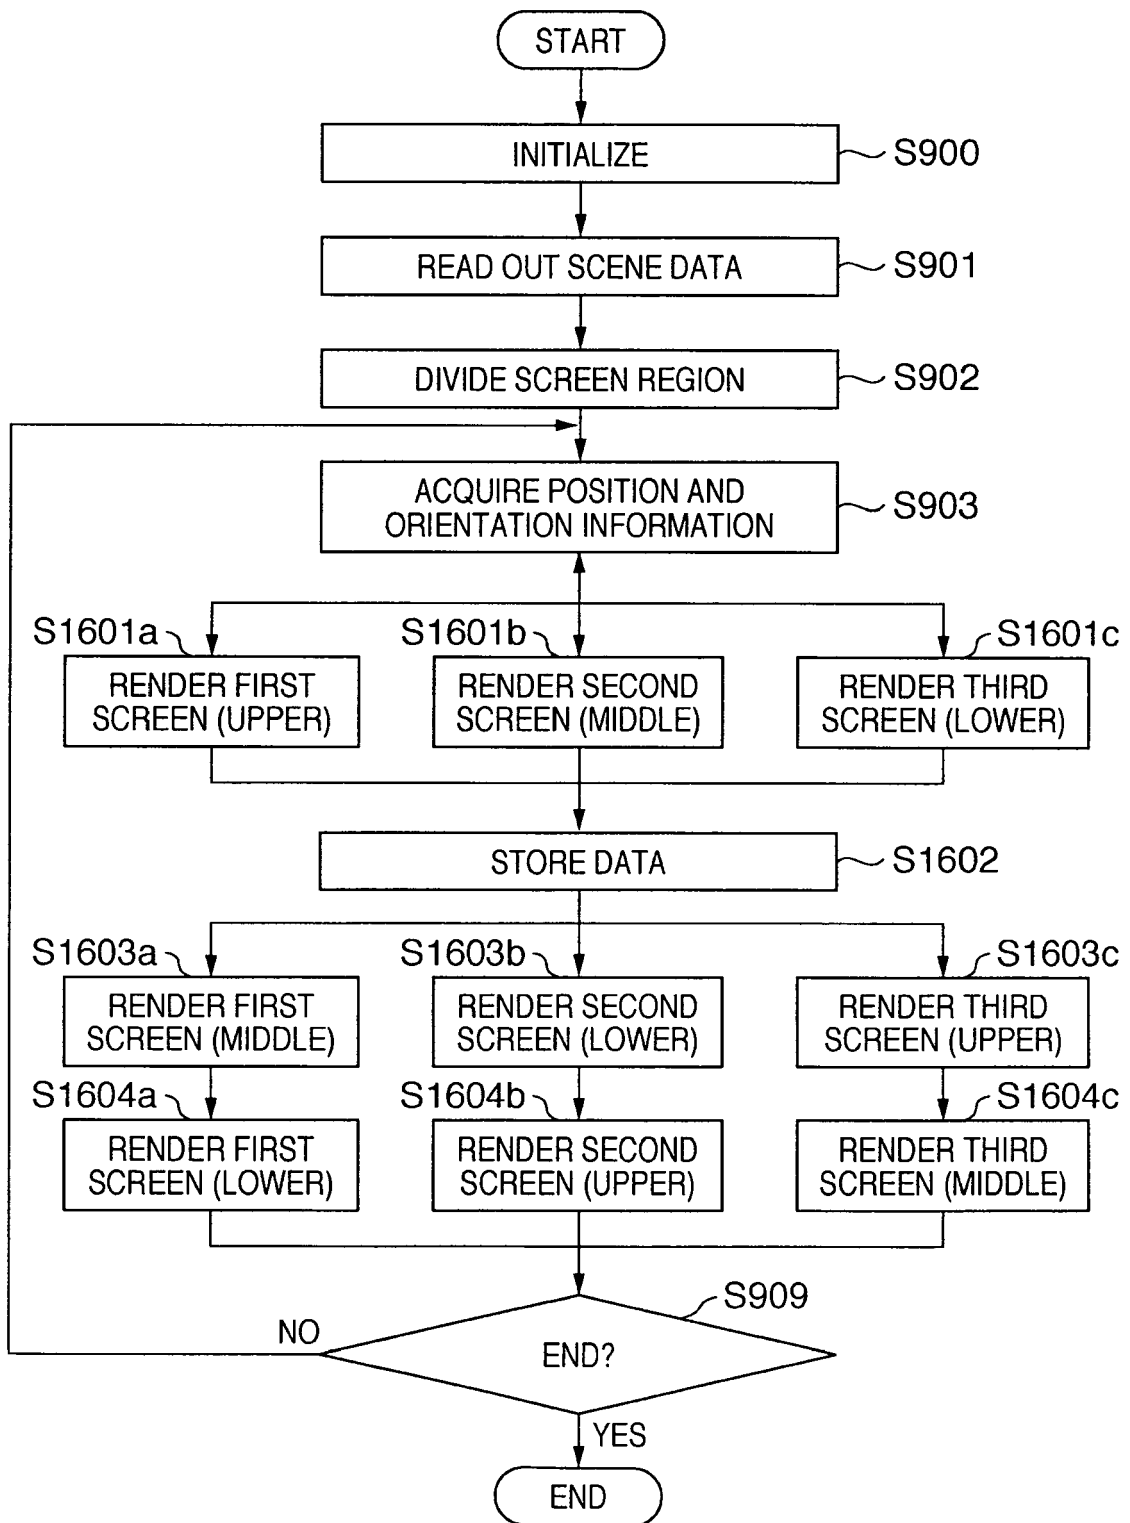 START
INITIALIZE
S900
READ OUT SCENE DATA
S901
DIVIDE SCREEN REGION
S902
ACQUIRE POSITION AND
ORIENTATION INFORMATION
S903
S1601a
RENDER FIRST
SCREEN (UPPER)
S1601b
RENDER SECOND
SCREEN (MIDDLE)
S1601c
RENDER THIRD
SCREEN (LOWER)
STORE DATA
S1602
S1603a
RENDER FIRST
SCREEN (MIDDLE)
S1603b
RENDER SECOND
SCREEN (LOWER)
S1603c
RENDER THIRD
SCREEN (UPPER)
S1604a
RENDER FIRST
SCREEN (LOWER)
S1604b
RENDER SECOND
SCREEN (UPPER)
S1604c
RENDER THIRD
SCREEN (MIDDLE)
S909
NO
END?
YES
END